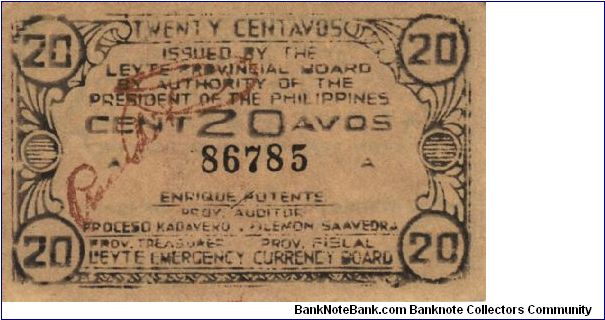 20 TWENTY CENTAVOS 20
ISSUED BY THE
LEYTE PROVINCIAL BOARD
BY AUTHORITY OF THE
PRESIDENT OF THE PHILIPPINES
CENT 20 AVOS
A 86785 A
ENRIQUE POTENTS
PROV. AUDITOR
PROCESO KADAVERO FILEMON SAAVEDRA
PROV. TREASURER PROV. FISCAL
20 LEYTE EMERGENCY CURRENCY BOARD 20
BankNoteBank.com Banknote Collectors Community